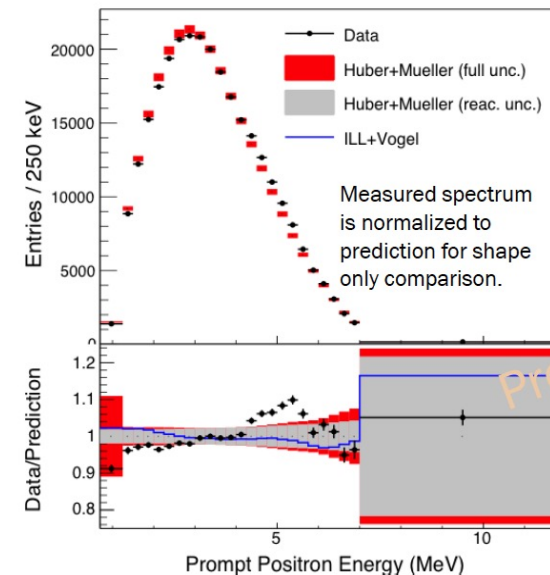 Entries / 250 keV
20000
15000
10000
5000
0
Data
Huber+Mueller (full unc.)
Huber+Mueller (reac. unc.)
ILL+Vogel
Measured spectrum
is normalized to
prediction for shape
only comparison.
Data/Prediction
1.2
1.1
1
0.9
0.8
5
10
Prompt Positron Energy (MeV)